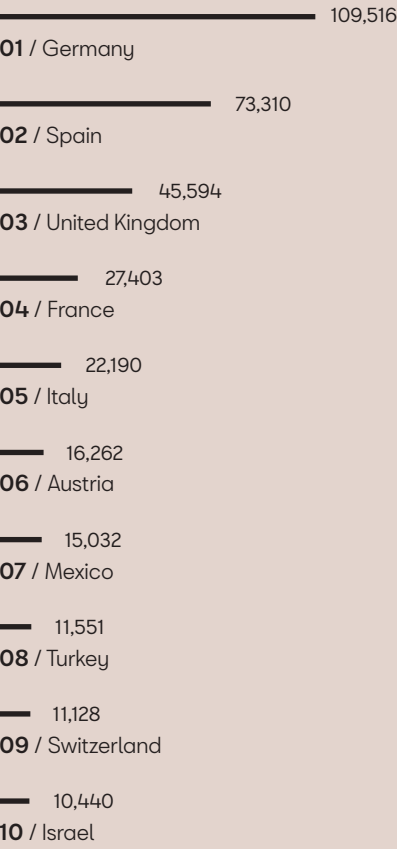 109,516
01 / Germany
73,310
02 / Spain
45,594
03 / United Kingdom
27,403
04 / France
22,190
05 / Italy
16,262
06 / Austria
15,032
07 / Mexico
11,551
08 / Turkey
11,128
09 / Switzerland
10,440
10 / Israel